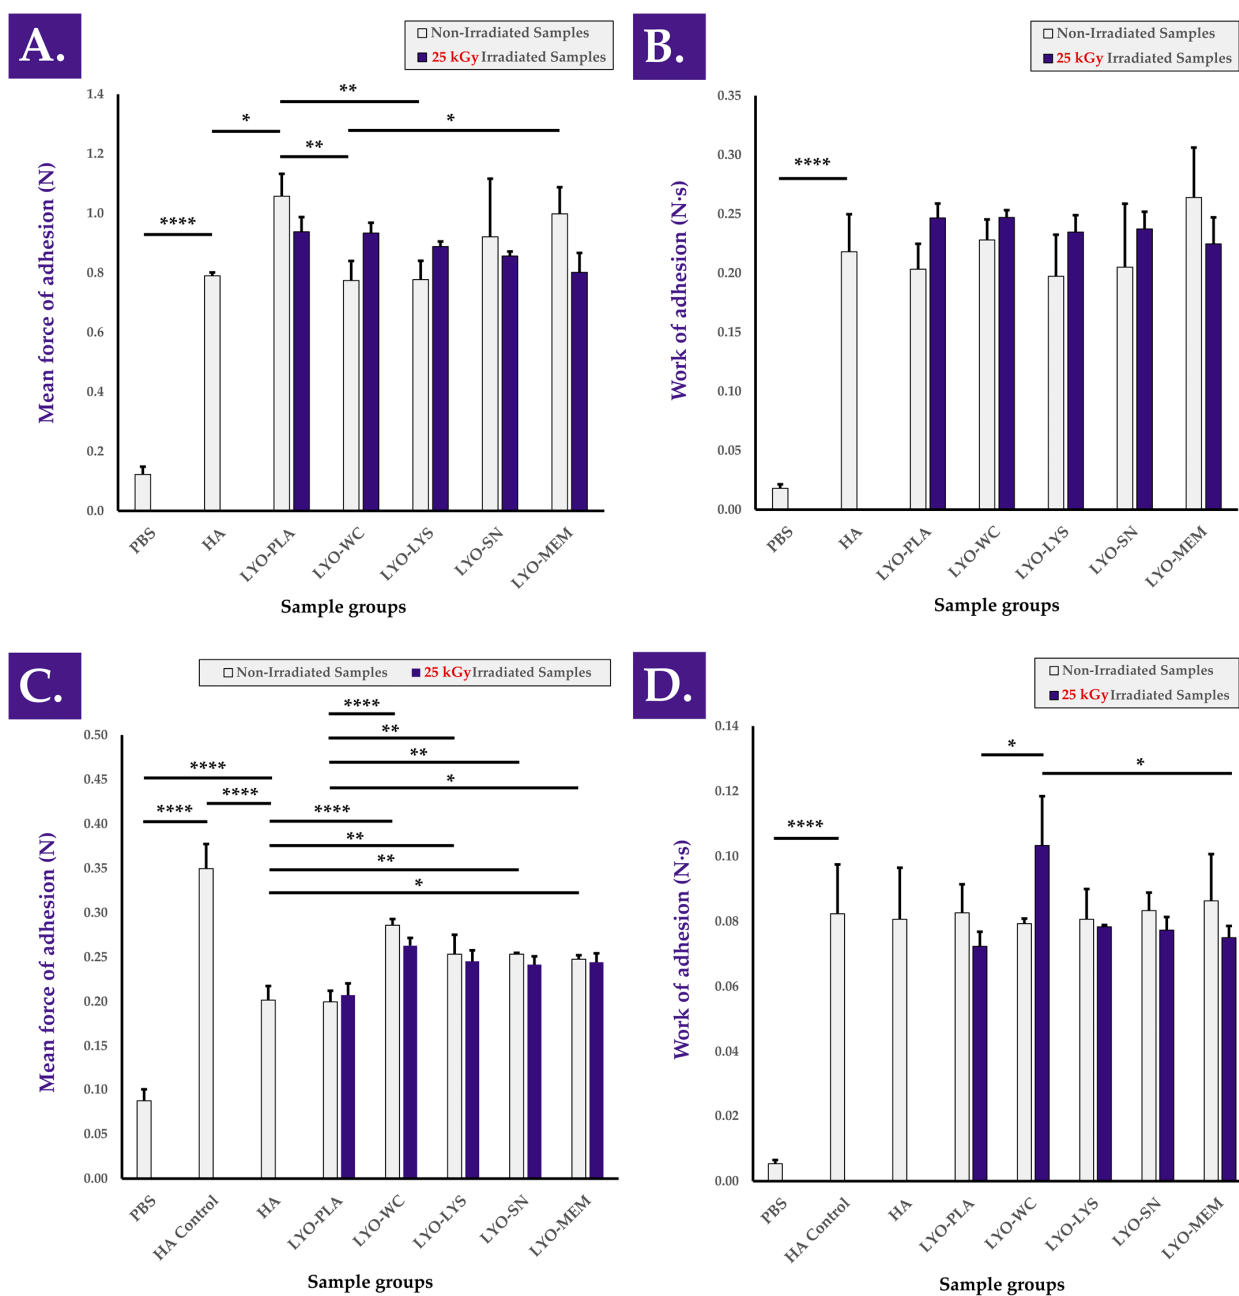 A.
Non-Irradiated Samples
25 kGy Irradiated Samples
Mean force of adhesion (N)
1.4
1.2
1.0
0.8
0.6
0.4
0.2
0.0
****
*
**
**
*
PBS
HA
LYO-PLA
LYO-WC
LYO-LYS
LYO-SN
LYO-MEM
Sample groups
B.
Non-Irradiated Samples
25 kGy Irradiated Samples
Work of adhesion (N·s)
0.35
0.30
0.25
0.20
0.15
0.10
0.05
0.00
****
PBS
HA
LYO-PLA
LYO-WC
LYO-LYS
LYO-SN
LYO-MEM
Sample groups
C.
Non-Irradiated Samples
25 kGy Irradiated Samples
Mean force of adhesion (N)
0.50
0.45
0.40
0.35
0.30
0.25
0.20
0.15
0.10
0.05
0.00
****
**
**
*
****
****
****
****
**
**
*
PBS
HA Control
HA
LYO-PLA
LYO-WC
LYO-LYS
LYO-SN
LYO-MEM
Sample groups
D.
Non-Irradiated Samples
25 kGy Irradiated Samples
Work of adhesion (N·s)
0.14
0.12
0.10
0.08
0.06
0.04
0.02
0.00
*
*
****
PBS
HA Control
HA
LYO-PLA
LYO-WC
LYO-LYS
LYO-SN
LYO-MEM
Sample groups